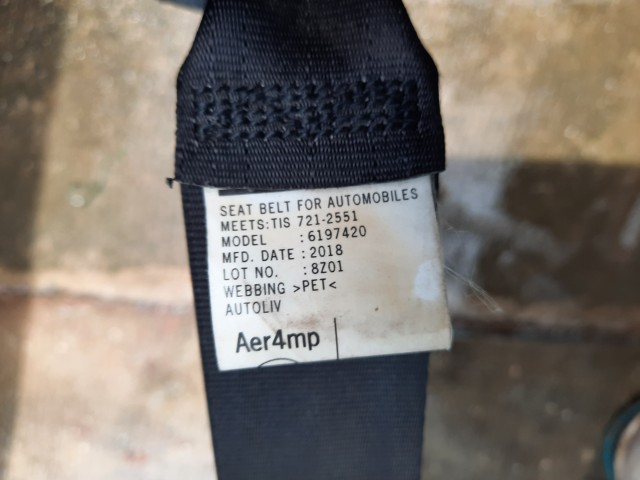 SEAT BELT FOR AUTOMOBILES
MEETS:TIS 721-2551
MODEL : 6197420
MFD. DATE : 2018
LOT NO. : 8Z01
WEBBING >PET<
AUTOLIV
Aer4mp